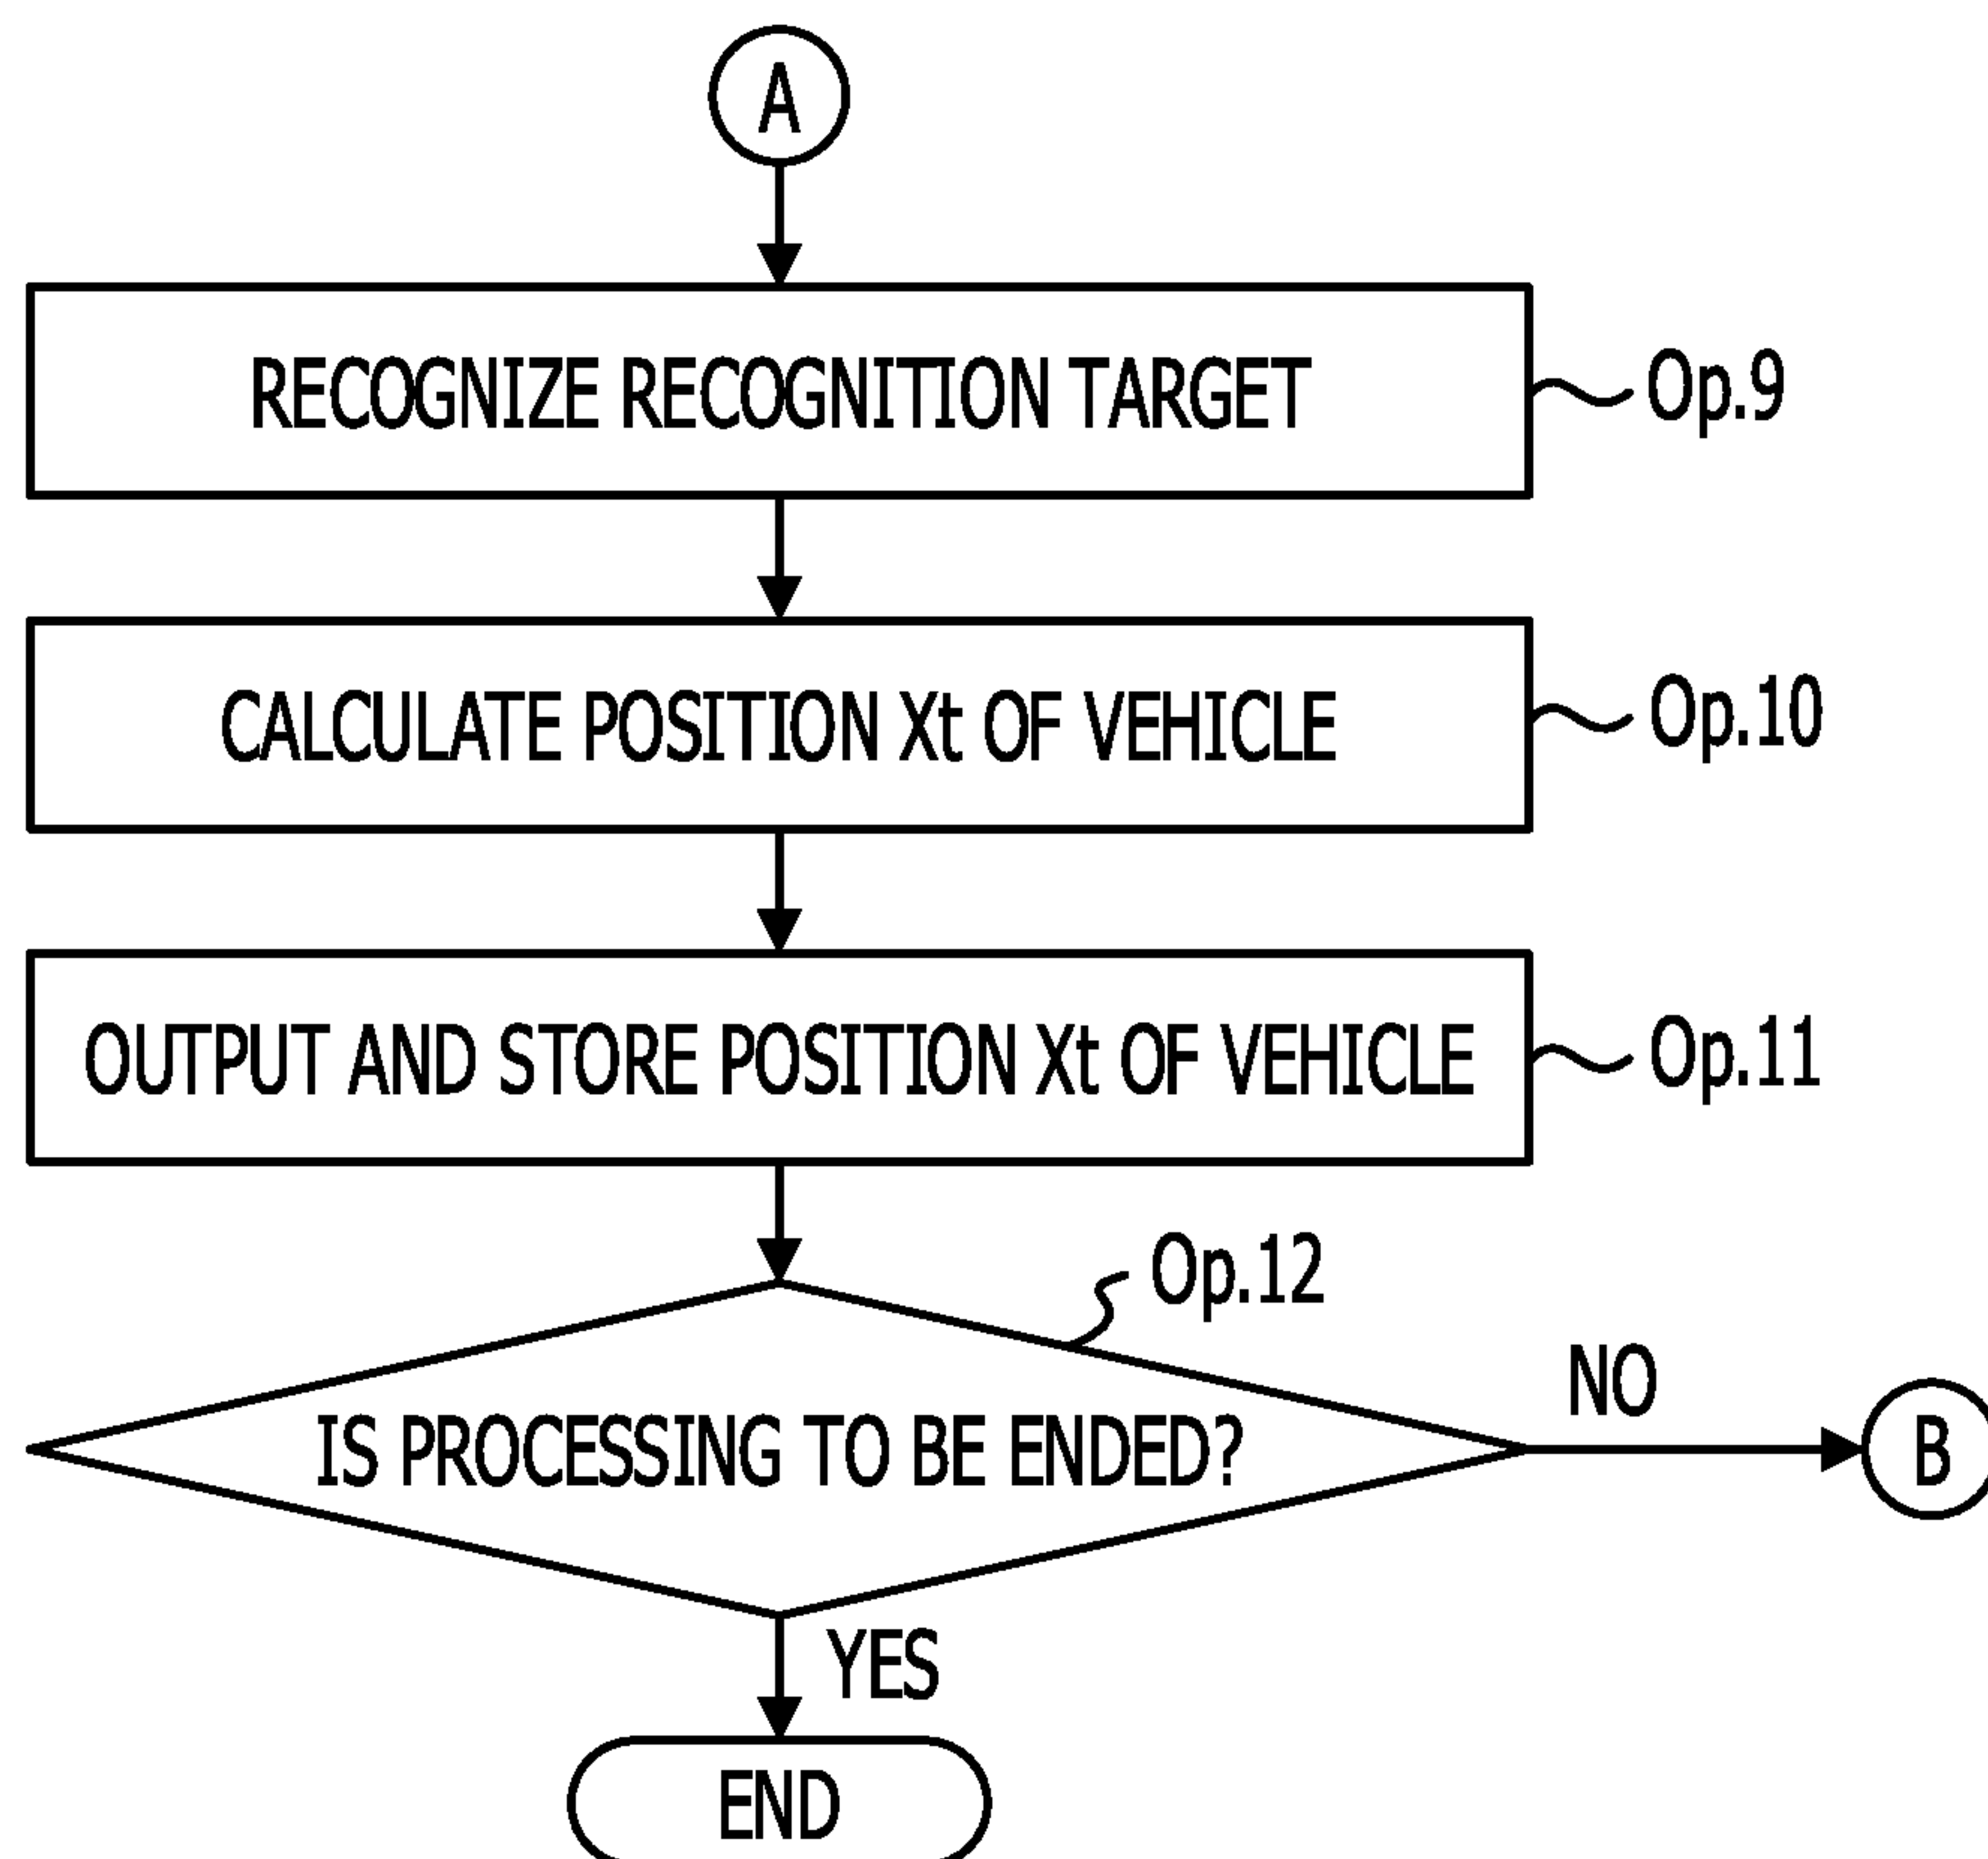 A
RECOGNIZE RECOGNITION TARGET
Op.9
CALCULATE POSITION Xt OF VEHICLE
Op.10
OUTPUT AND STORE POSITION Xt OF VEHICLE
Op.11
Op.12
IS PROCESSING TO BE ENDED?
NO
B
YES
END